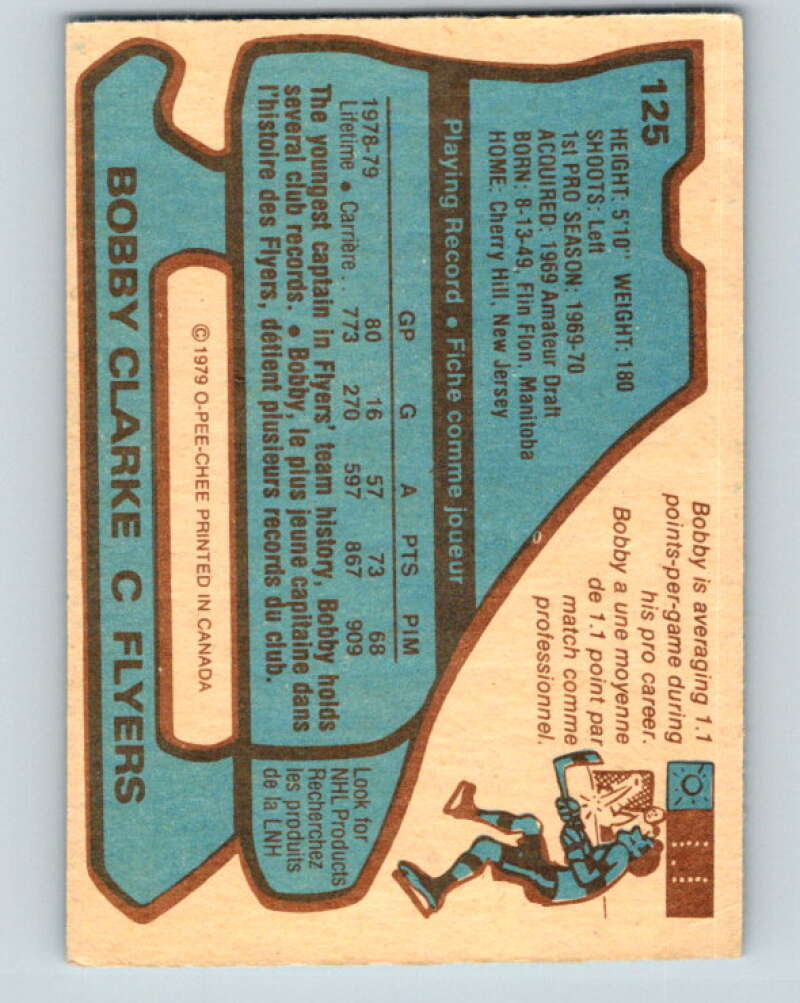 125
HEIGHT: 5'10" WEIGHT: 180
SHOOTS: Left
1st PRO SEASON: 1969-70
ACQUIRED: 1969 Amateur Draft
BORN: 8-13-49, Flin Flon, Manitoba
HOME: Cherry Hill, New Jersey
Bobby is averaging 1.1
points-per-game during
his pro career.
Bobby a une moyenne
de 1.1 point par
match comme
professionnel.
1.1
Playing Record • Fiche comme joueur
GP G A PTS PIM
1978-79 80 16 57 73 68
Lifetime • Carrière . . 773 270 597 867 909
The youngest captain in Flyers' team history, Bobby holds
several club records. • Bobby, le plus jeune capitaine dans
l'histoire des Flyers, détient plusieurs records du club.
Look for
NHL Products
Recherchez
les produits
de la LNH
© 1979 O-PEE-CHEE PRINTED IN CANADA
BOBBY CLARKE C FLYERS